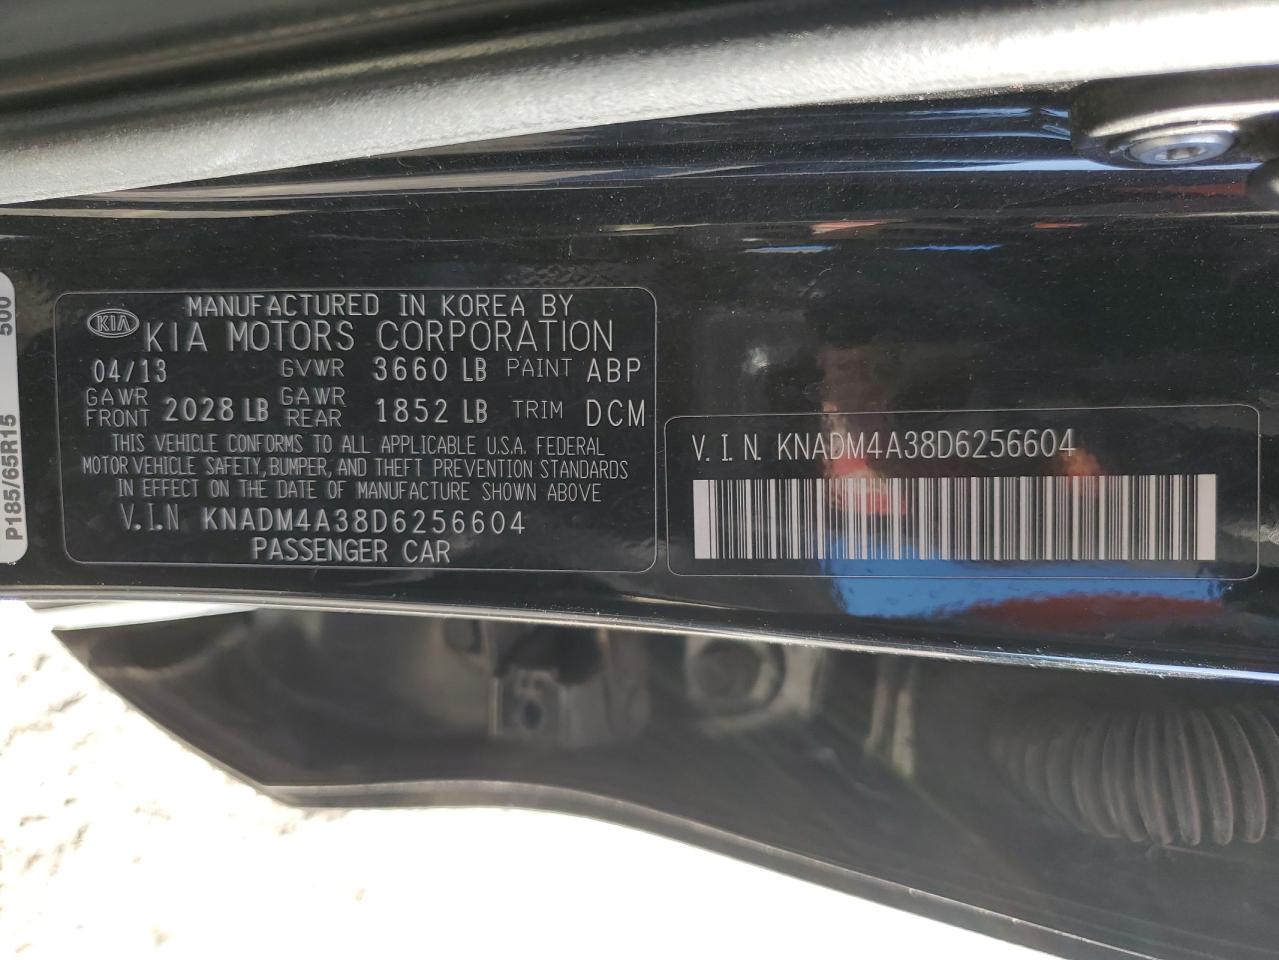 KIA
MANUFACTURED IN KOREA BY
KIA MOTORS CORPORATION
04/13 GVWR 3660 LB PAINT ABP
GAWR FRONT 2028 LB GAWR REAR 1852 LB TRIM DCM
THIS VEHICLE CONFORMS TO ALL APPLICABLE U.S.A. FEDERAL
MOTOR VEHICLE SAFETY, BUMPER, AND THEFT PREVENTION STANDARDS
IN EFFECT ON THE DATE OF MANUFACTURE SHOWN ABOVE
V.I.N KNADM4A38D6256604
PASSENGER CAR
V.I.N. KNADM4A38D6256604
P185/65R15 500